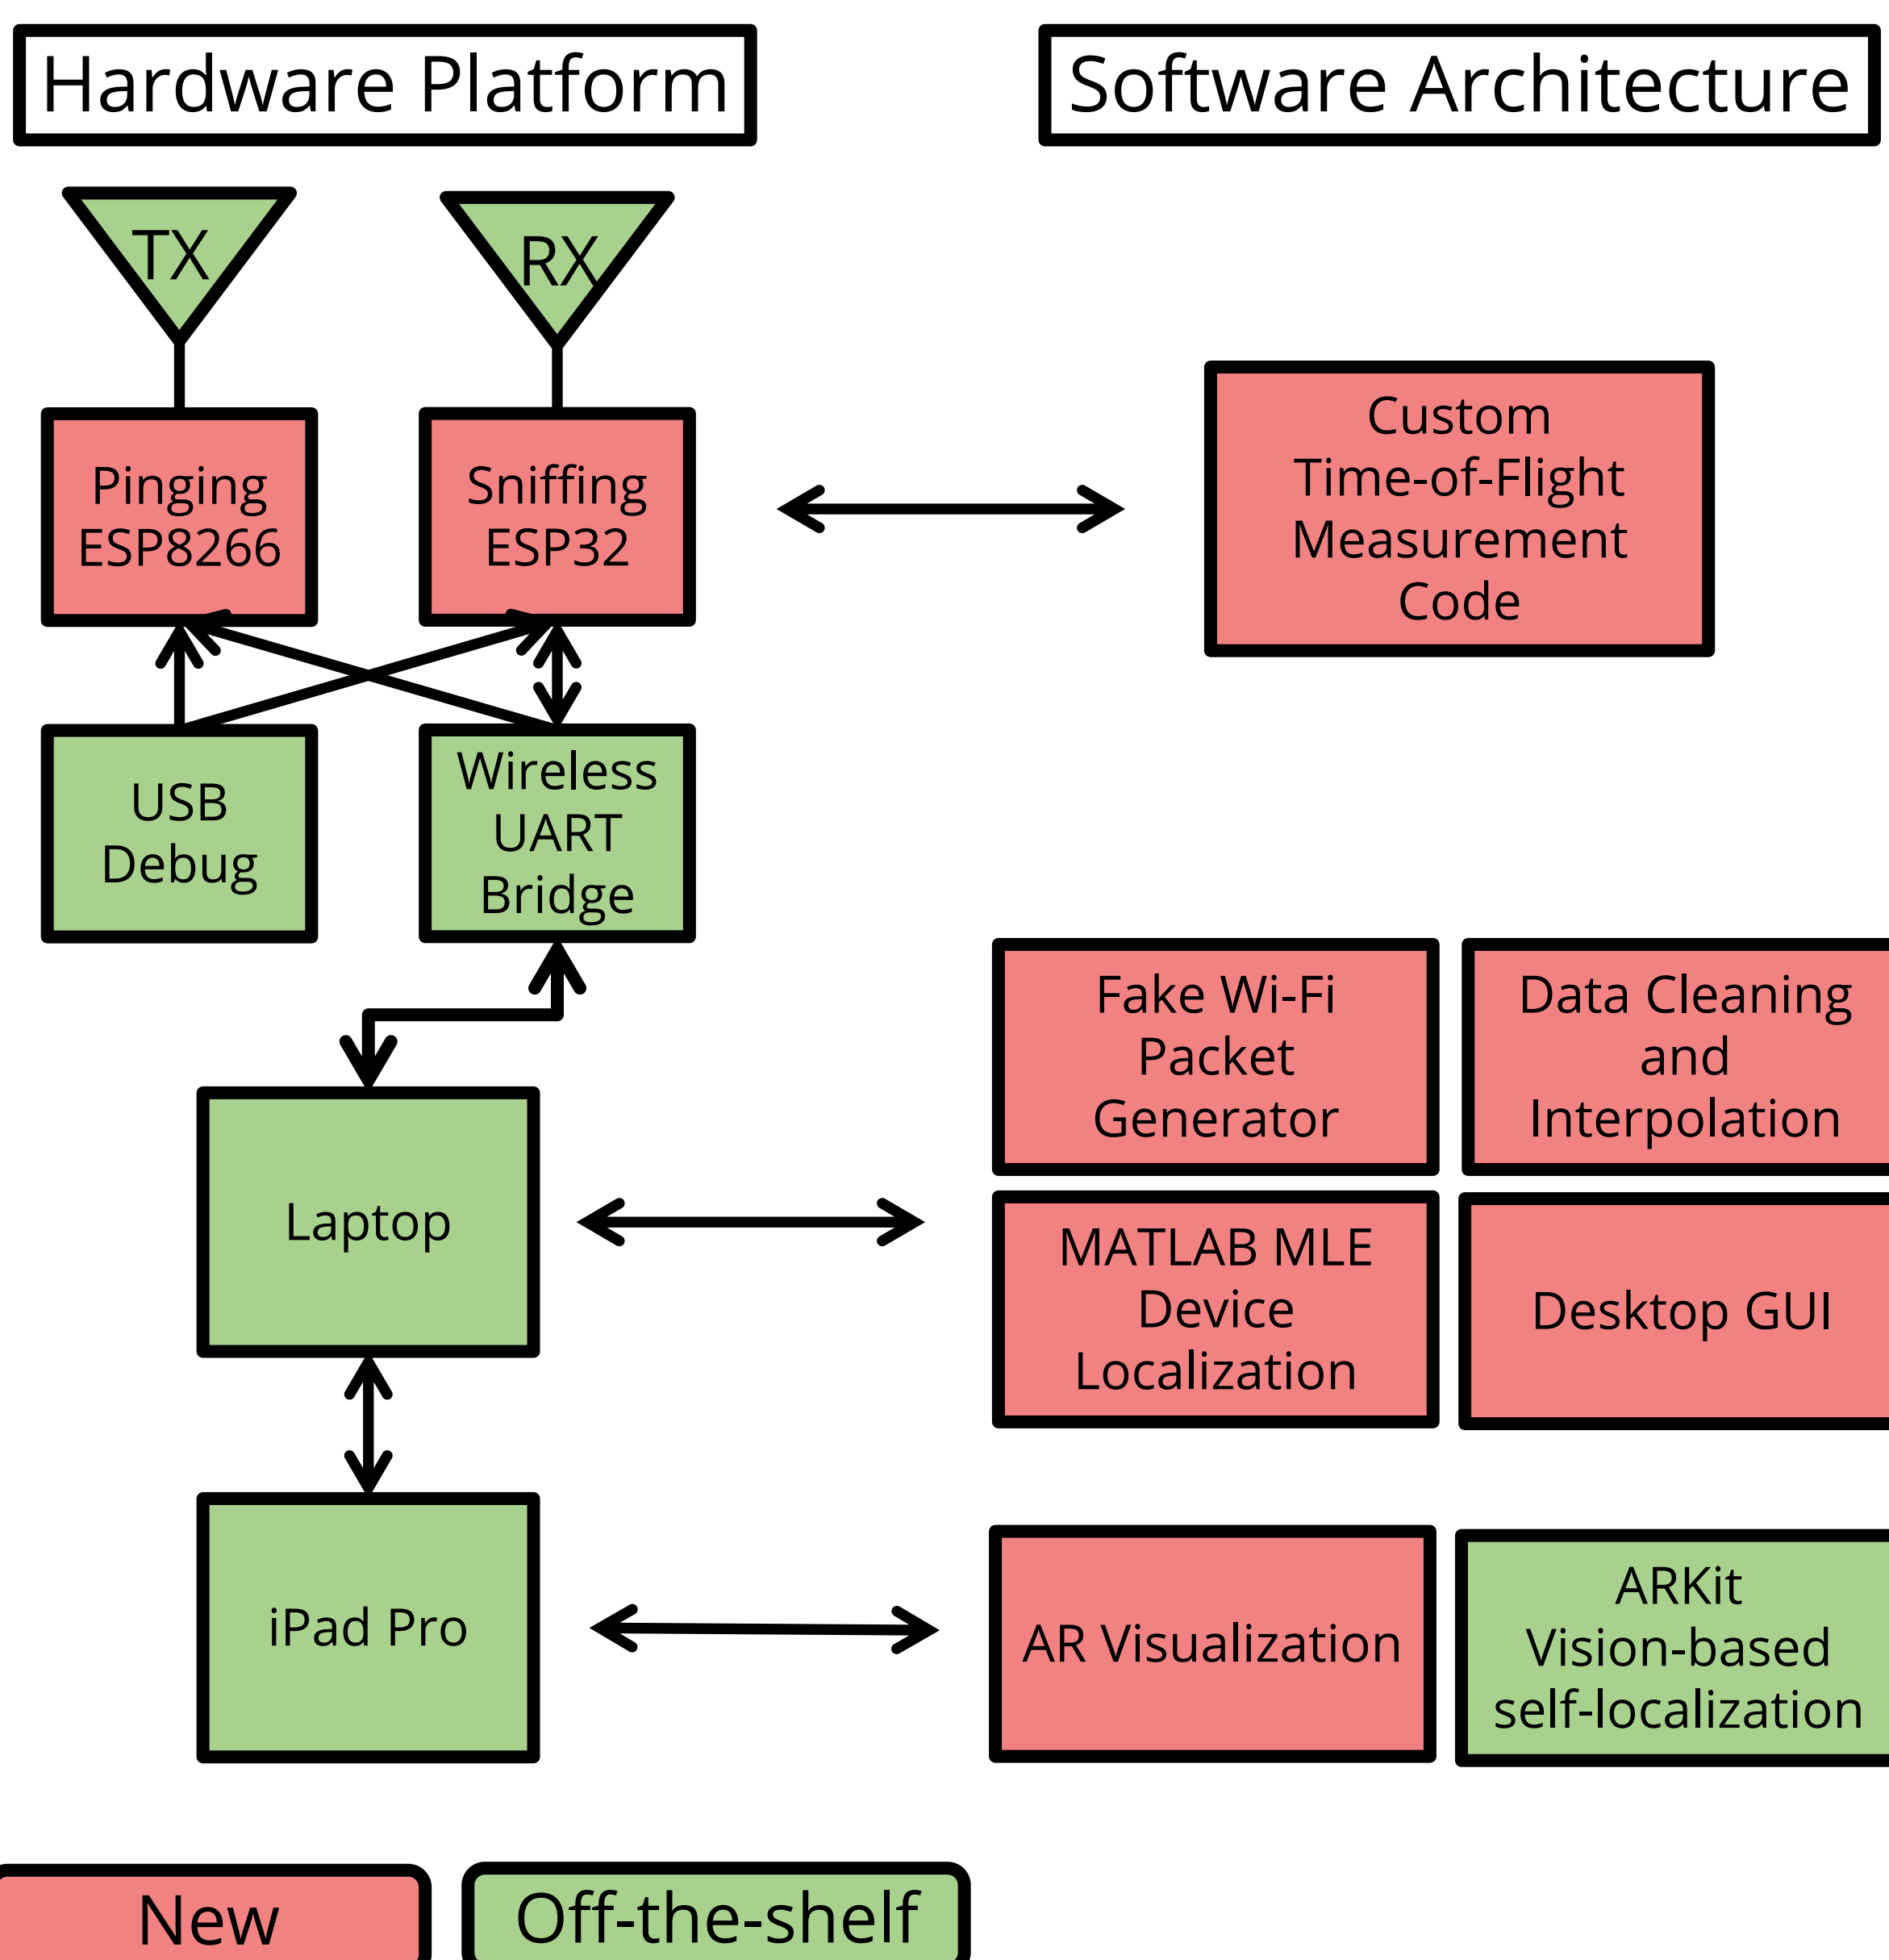 Hardware Platform
Software Architecture
TX
RX
Pinging
ESP8266
Sniffing
ESP32
Custom
Time-of-Flight
Measurement
Code
USB
Debug
Wireless
UART
Bridge
Fake Wi-Fi
Packet
Generator
Data Cleaning
and
Interpolation
Laptop
MATLAB MLE
Device
Localization
Desktop GUI
iPad Pro
AR Visualization
ARKit
Vision-based
self-localization
New
Off-the-shelf